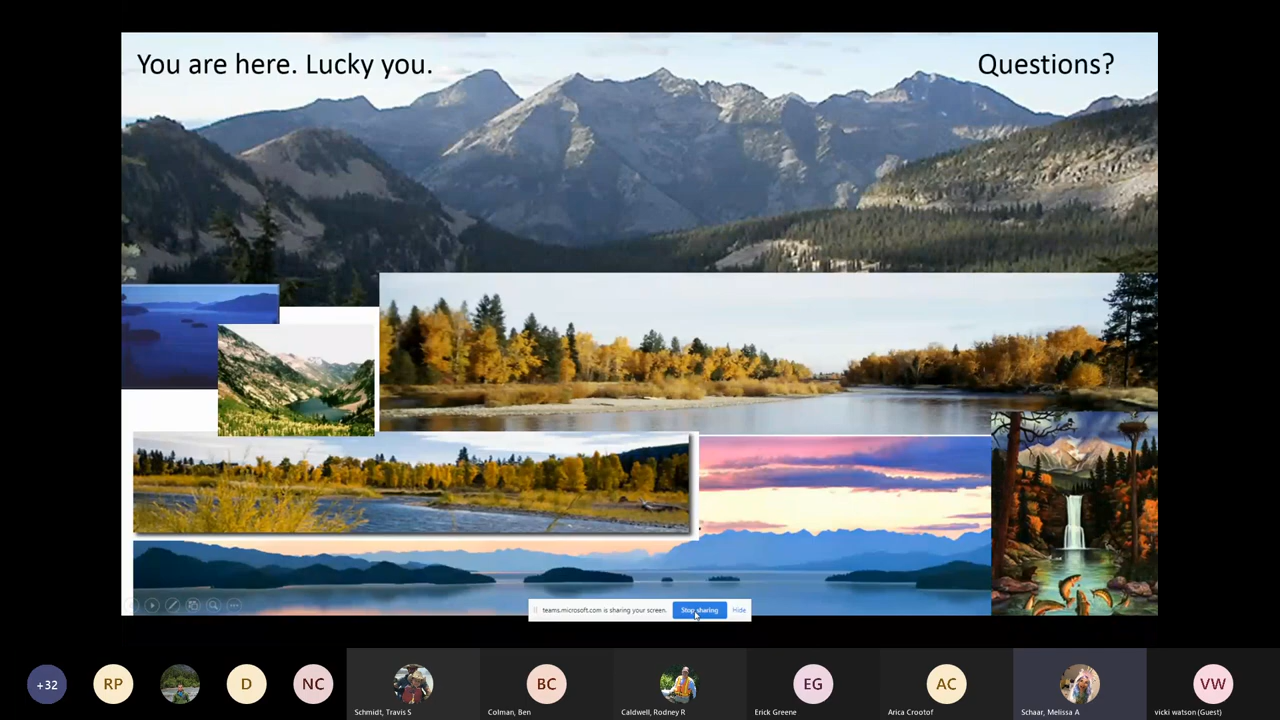 You are here. Lucky you.
Questions?
teams.microsoft.com is sharing your screen.
Stop sharing
Hide
+32
RP
D
NC
BC
EG
AC
VW
Schmidt, Travis S
Colman, Ben
Caldwell, Rodney R
Erick Greene
Arica Crootof
Schaar, Melissa A
vicki watson (Guest)